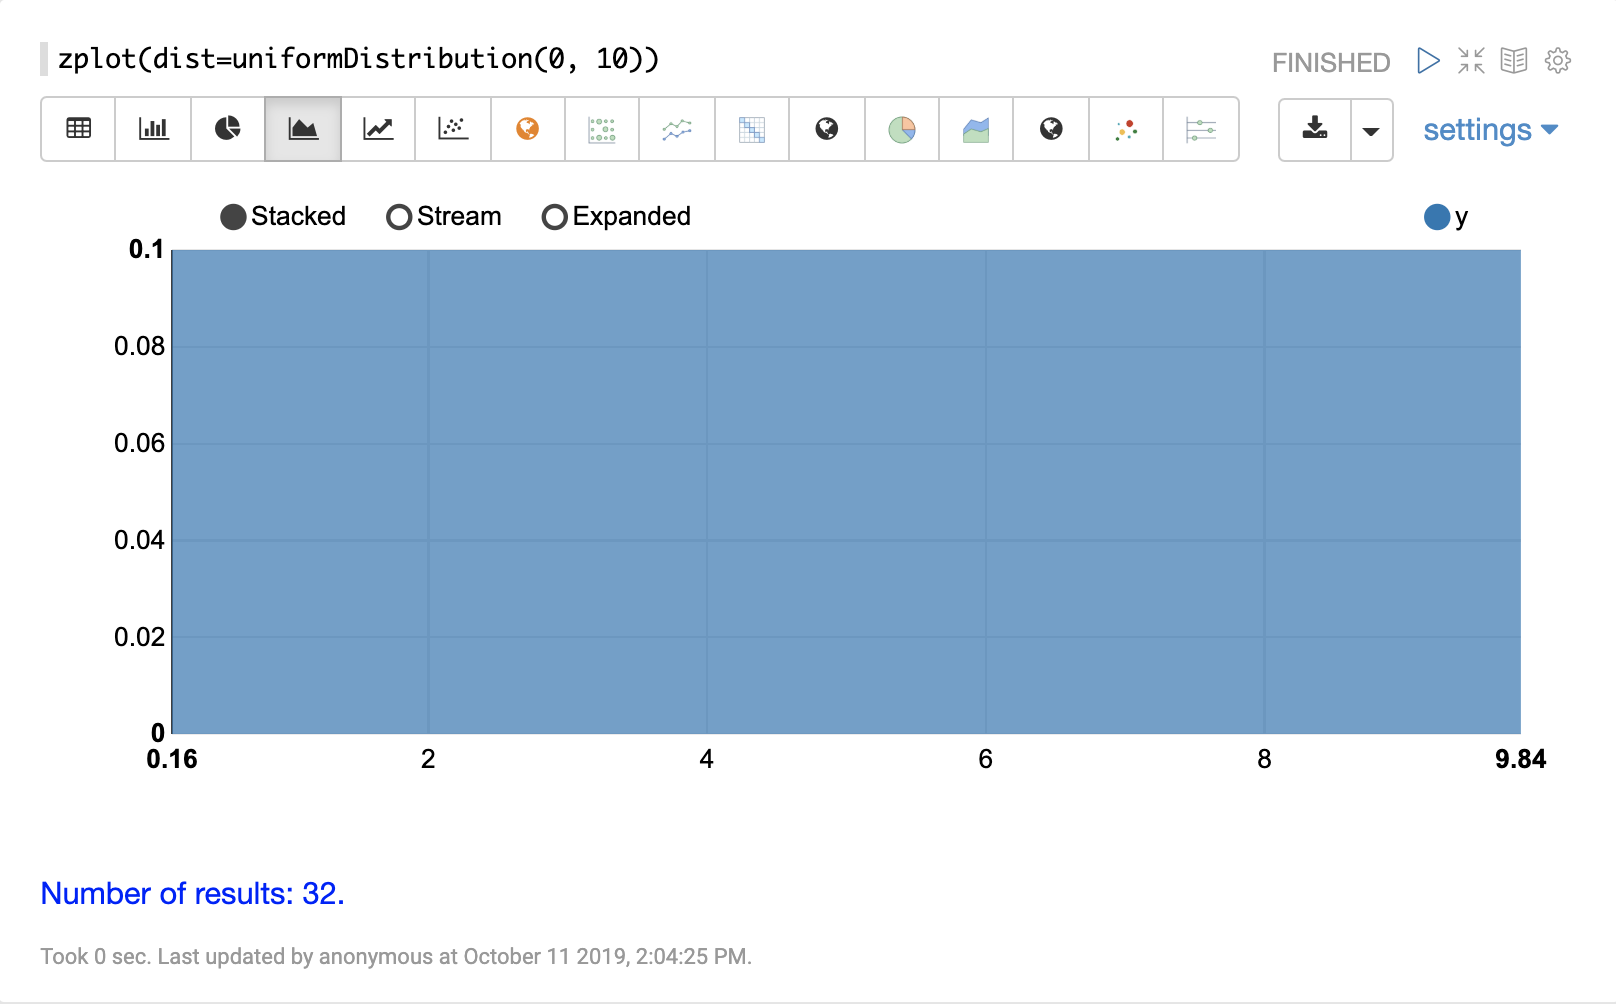 zplot(dist=uniformDistribution(0, 10))
FINISHED
settings
Stacked Stream Expanded
y
0.1
0.08
0.06
0.04
0.02
0
0.16 2 4 6 8 9.84
Number of results: 32.
Took 0 sec. Last updated by anonymous at October 11 2019, 2:04:25 PM.